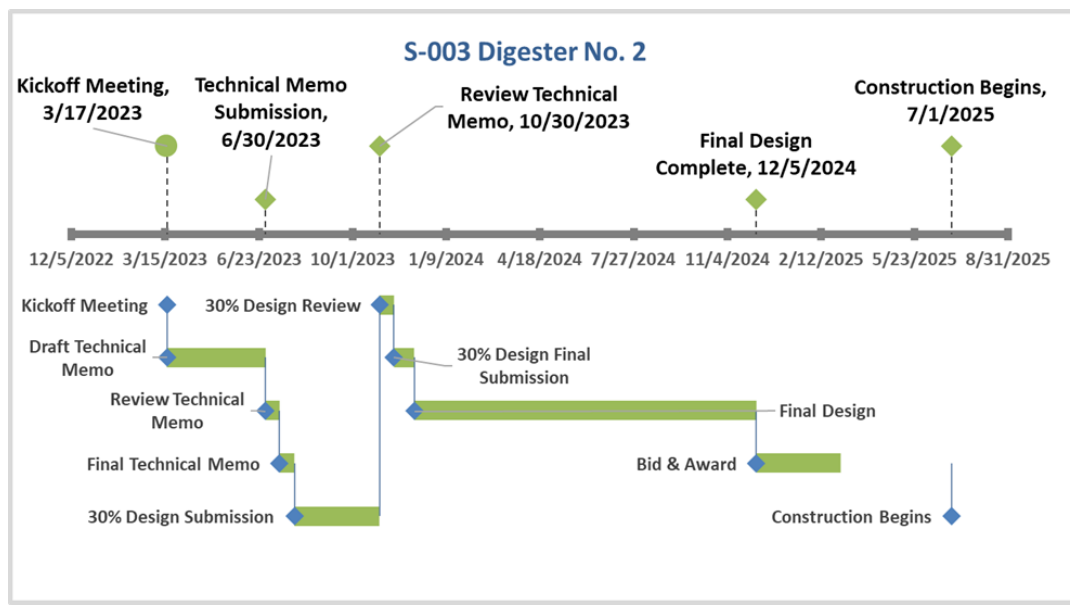 S-003 Digester No. 2
Kickoff Meeting,
3/17/2023
Technical Memo
Submission,
6/30/2023
Review Technical
Memo, 10/30/2023
Final Design
Complete, 12/5/2024
Construction Begins,
7/1/2025
12/5/2022 3/15/2023 6/23/2023 10/1/2023 1/9/2024 4/18/2024 7/27/2024 11/4/2024 2/12/2025 5/23/2025 8/31/2025
Kickoff Meeting
30% Design Review
Draft Technical
Memo
30% Design Final
Submission
Review Technical
Memo
Final Design
Final Technical Memo
Bid & Award
30% Design Submission
Construction Begins